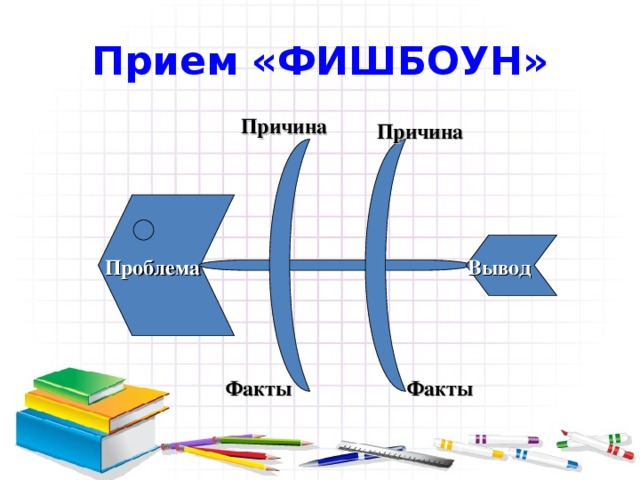 Прием «ФИШБОУН»
Причина
Причина
Проблема
Вывод
Факты
Факты